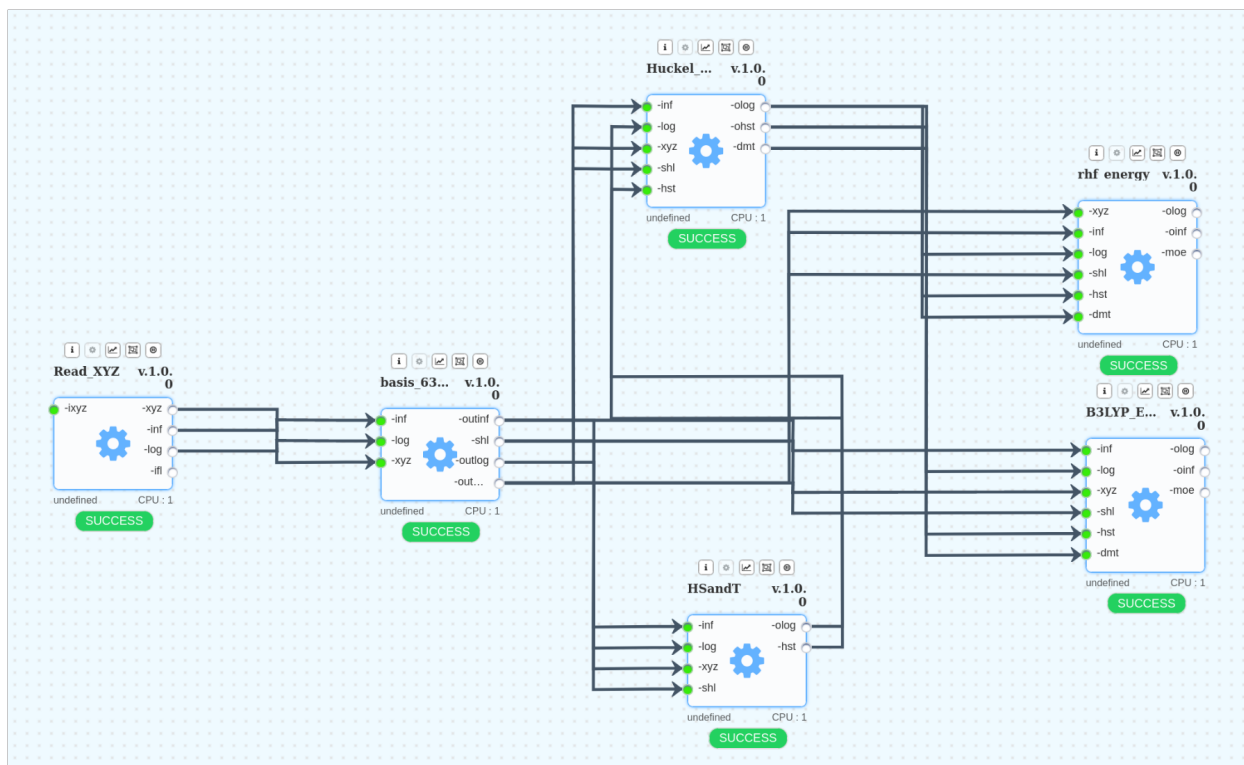 Huckel_... v.1.0.
0
-inf -olog
-log -ohst
-xyz -dmt
-shl
-hst
undefined CPU : 1
SUCCESS
rhf_energy v.1.0.
0
-xyz -olog
-inf -oinf
-log -moe
-shl
-hst
-dmt
undefined CPU : 1
SUCCESS
Read_XYZ v.1.0.
0
-ixyz -xyz
-inf
-log
-ifl
undefined CPU : 1
SUCCESS
basis_63... v.1.0.
0
-inf -outinf
-log -shl
-xyz -outlog
-out...
undefined CPU : 1
SUCCESS
B3LYP_E... v.1.0.
0
-inf -olog
-log -oinf
-xyz -moe
-shl
-hst
-dmt
undefined CPU : 1
SUCCESS
HSandT v.1.0.
0
-inf -olog
-log -hst
-xyz
-shl
undefined CPU : 1
SUCCESS